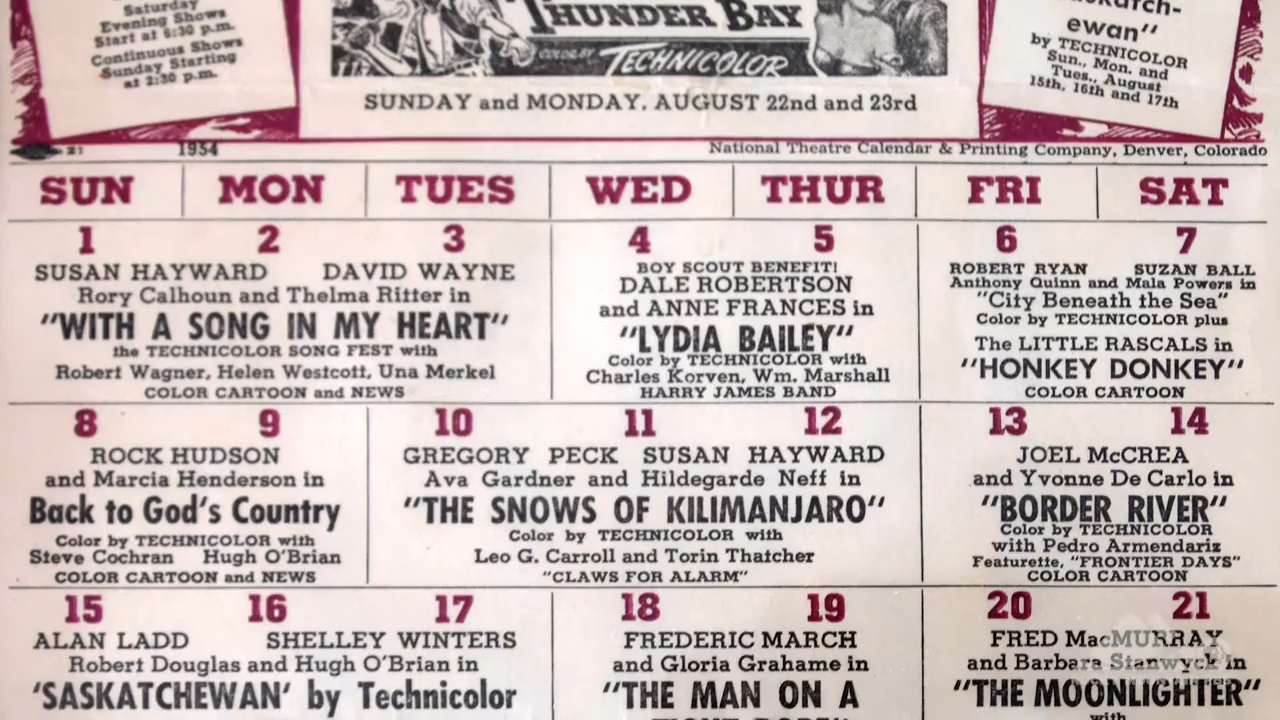 Saturday
Evening Shows
Start at 6:30 p.m.
Continuous Shows
Sunday Starting
at 2:30 p.m.
THUNDER BAY
COLOR BY TECHNICOLOR
SUNDAY and MONDAY, AUGUST 22nd and 23rd
ewan"
by TECHNICOLOR
Sun., Mon. and
Tues., August
15th, 16th and 17th
21 1954 National Theatre Calendar & Printing Company, Denver, Colorado
SUN MON TUES WED THUR FRI SAT
1 2 3
SUSAN HAYWARD DAVID WAYNE
Rory Calhoun and Thelma Ritter in
"WITH A SONG IN MY HEART"
the TECHNICOLOR SONG FEST with
Robert Wagner, Helen Westcott, Una Merkel
COLOR CARTOON and NEWS
4 5
BOY SCOUT BENEFIT!
DALE ROBERTSON
and ANNE FRANCES in
"LYDIA BAILEY"
Color by TECHNICOLOR with
Charles Korven, Wm. Marshall
HARRY JAMES BAND
6 7
ROBERT RYAN SUZAN BALL
Anthony Quinn and Mala Powers in
"City Beneath the Sea"
Color by TECHNICOLOR plus
The LITTLE RASCALS in
"HONKEY DONKEY"
COLOR CARTOON
8 9
ROCK HUDSON
and Marcia Henderson in
Back to God's Country
Color by TECHNICOLOR with
Steve Cochran Hugh O'Brian
COLOR CARTOON and NEWS
10 11 12
GREGORY PECK SUSAN HAYWARD
Ava Gardner and Hildegarde Neff in
"THE SNOWS OF KILIMANJARO"
Color by TECHNICOLOR with
Leo G. Carroll and Torin Thatcher
"CLAWS FOR ALARM"
13 14
JOEL McCREA
and Yvonne De Carlo in
"BORDER RIVER"
Color by TECHNICOLOR
with Pedro Armendariz
Featurette, "FRONTIER DAYS"
COLOR CARTOON
15 16 17
ALAN LADD SHELLEY WINTERS
Robert Douglas and Hugh O'Brian in
'SASKATCHEWAN' by Technicolor
18 19
FREDERIC MARCH
and Gloria Grahame in
"THE MAN ON A
20 21
FRED MacMURRAY
and Barbara Stanwyck in
"THE MOONLIGHTER"
with